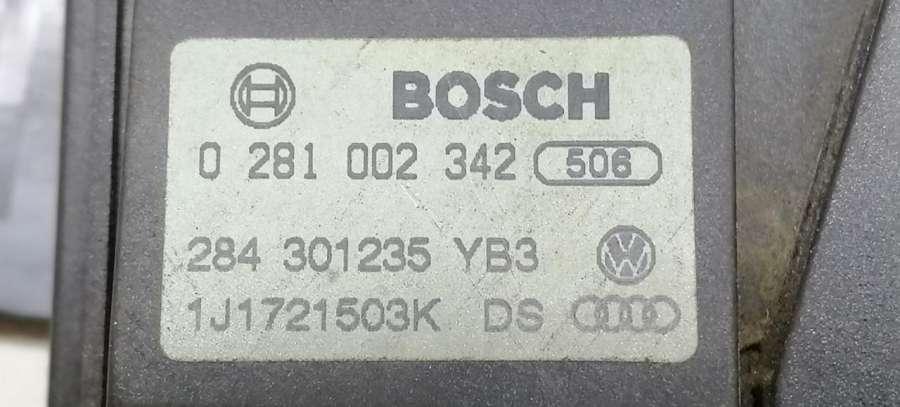 BOSCH
0 281 002 342 506
284 301235 YB3
1J1721503K DS